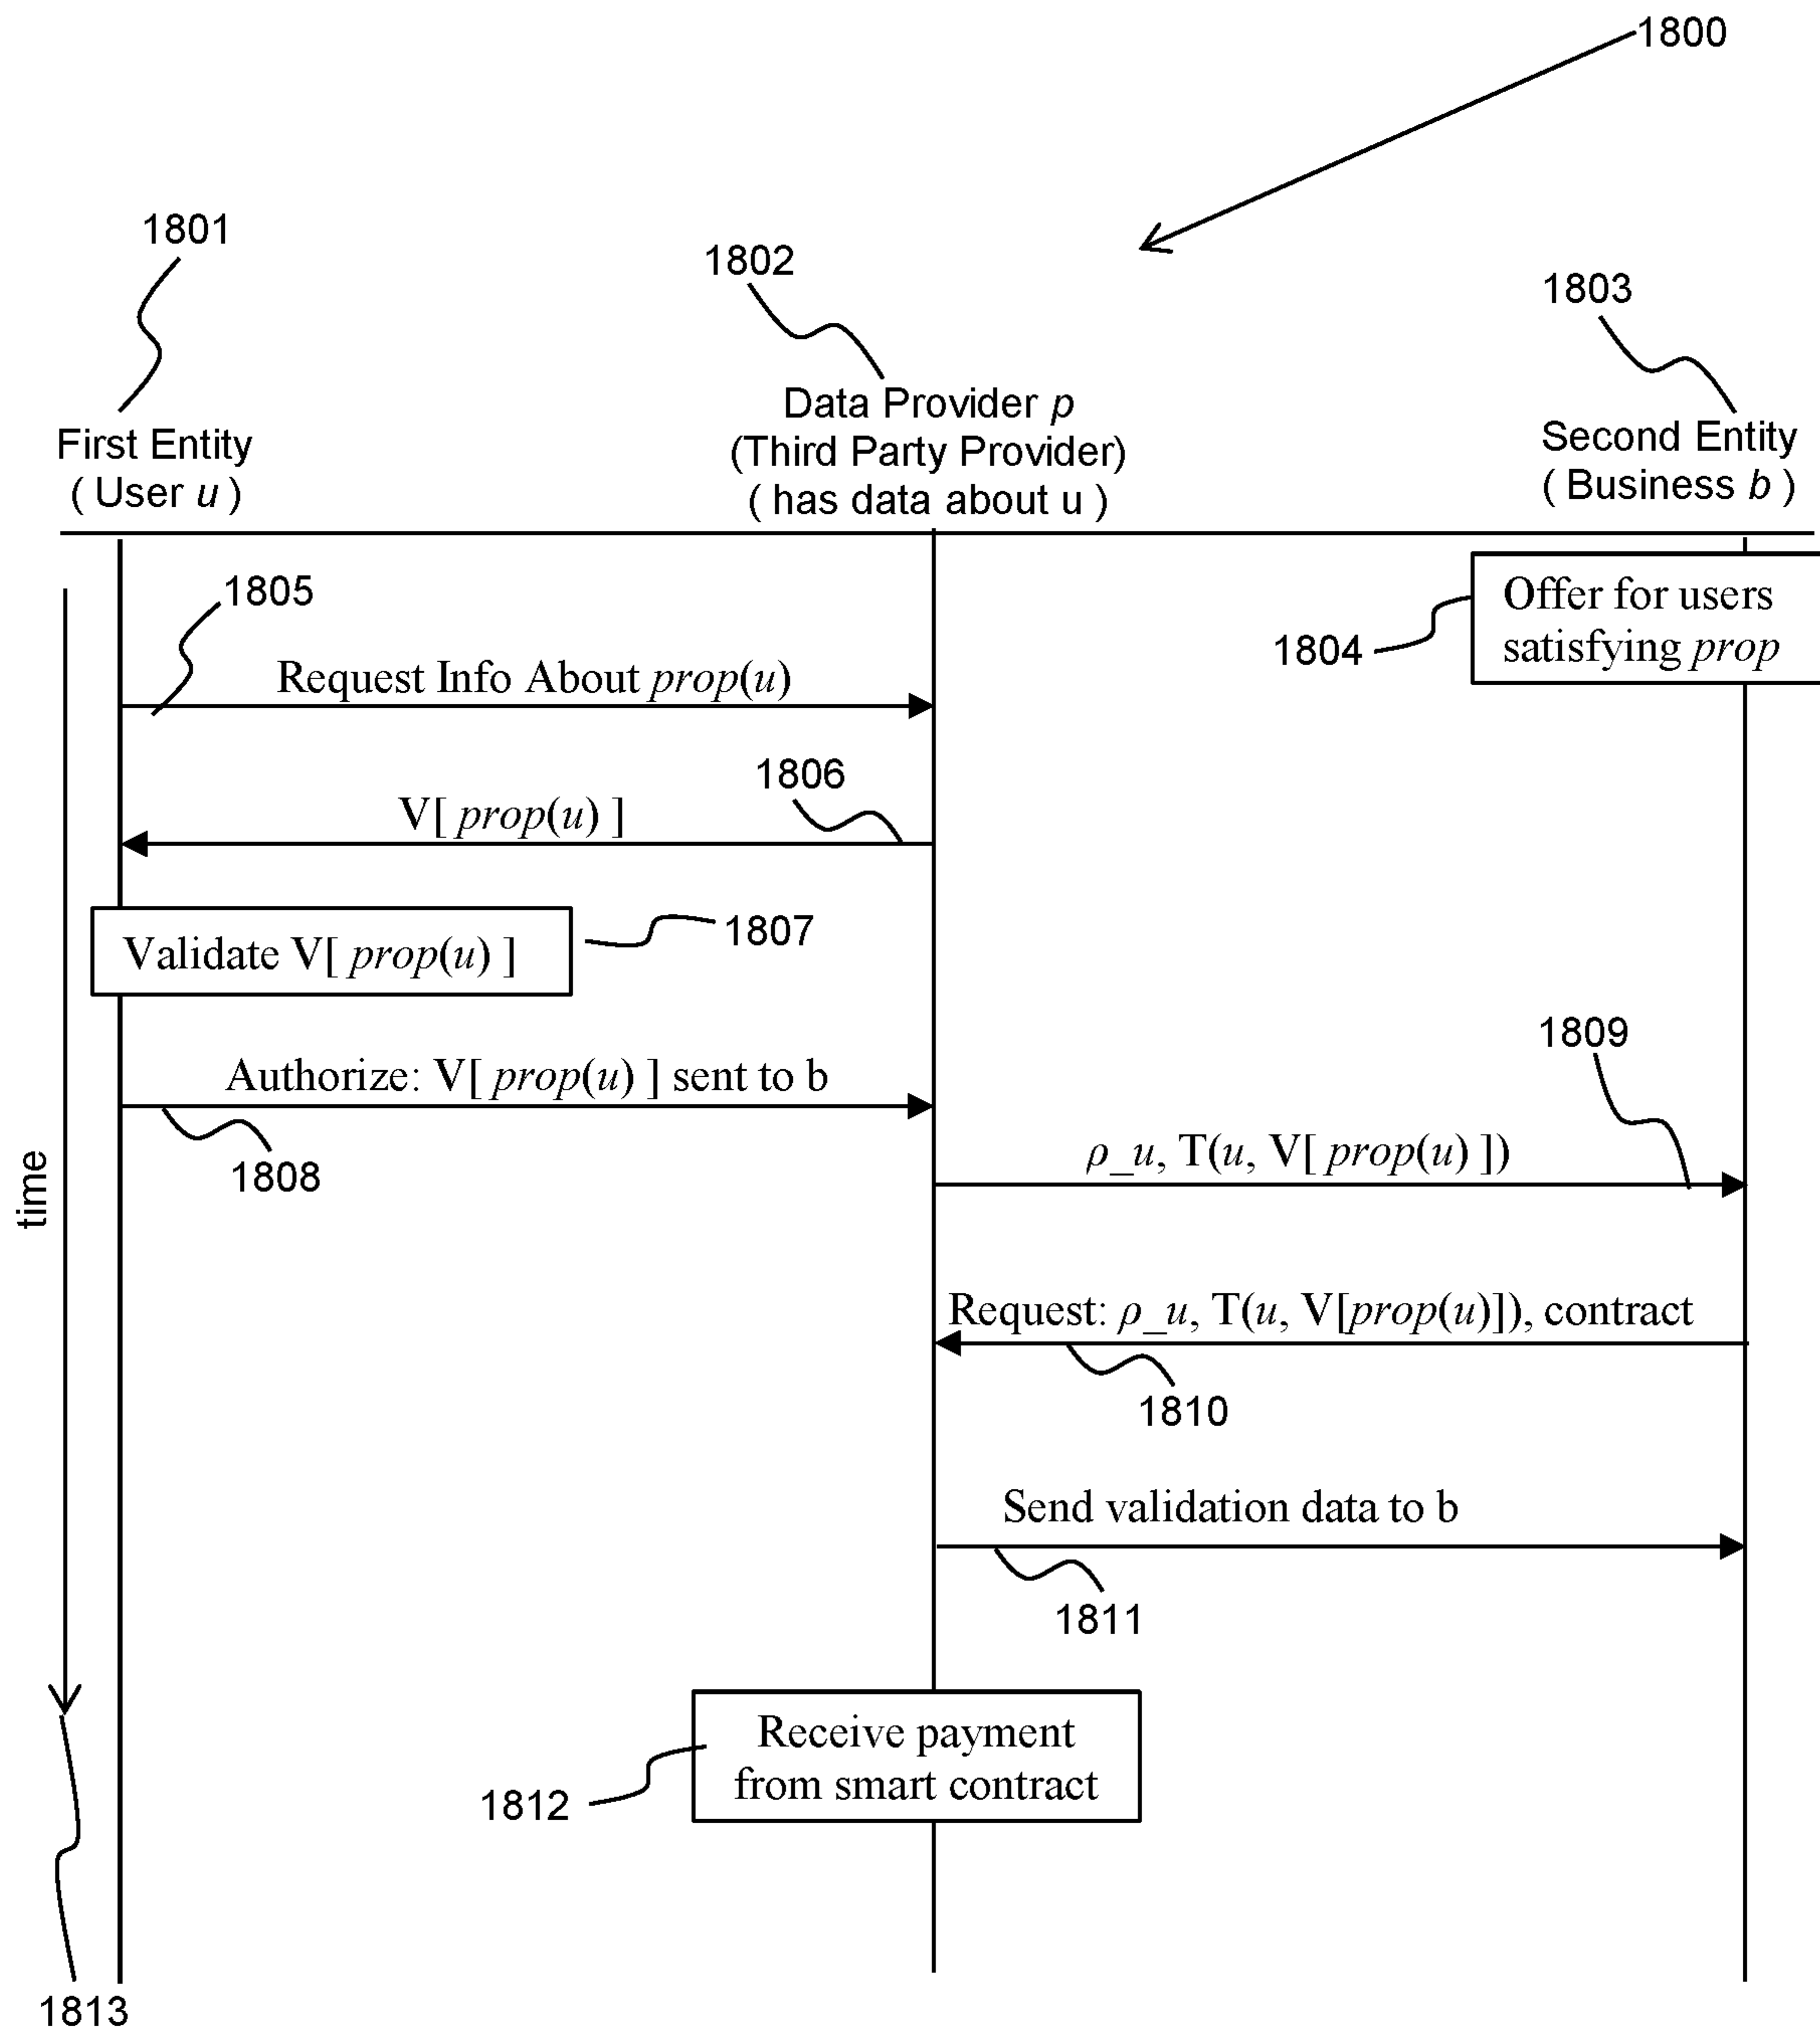 1800
1801
1802
1803
First Entity
( User u )
Data Provider p
(Third Party Provider)
( has data about u )
Second Entity
( Business b )
1804
Offer for users
satisfying prop
1805
Request Info About prop(u)
1806
V[ prop(u) ]
Validate V[ prop(u) ]
1807
Authorize: V[ prop(u) ] sent to b
1808
1809
ρ_u, T(u, V[ prop(u) ])
time
Request: ρ_u, T(u, V[prop(u)]), contract
1810
Send validation data to b
1811
Receive payment
from smart contract
1812
1813